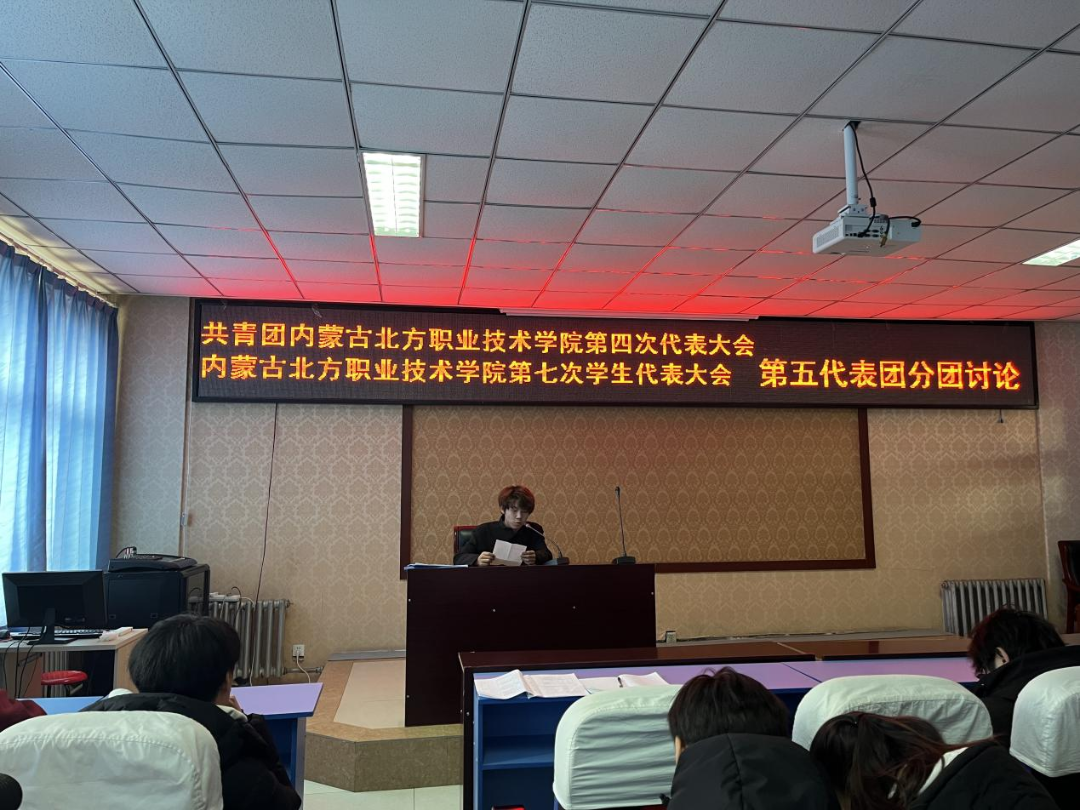 共青团内蒙古北方职业技术学院第四次代表大会
内蒙古北方职业技术学院第七次学生代表大会
第五代表团分团讨论